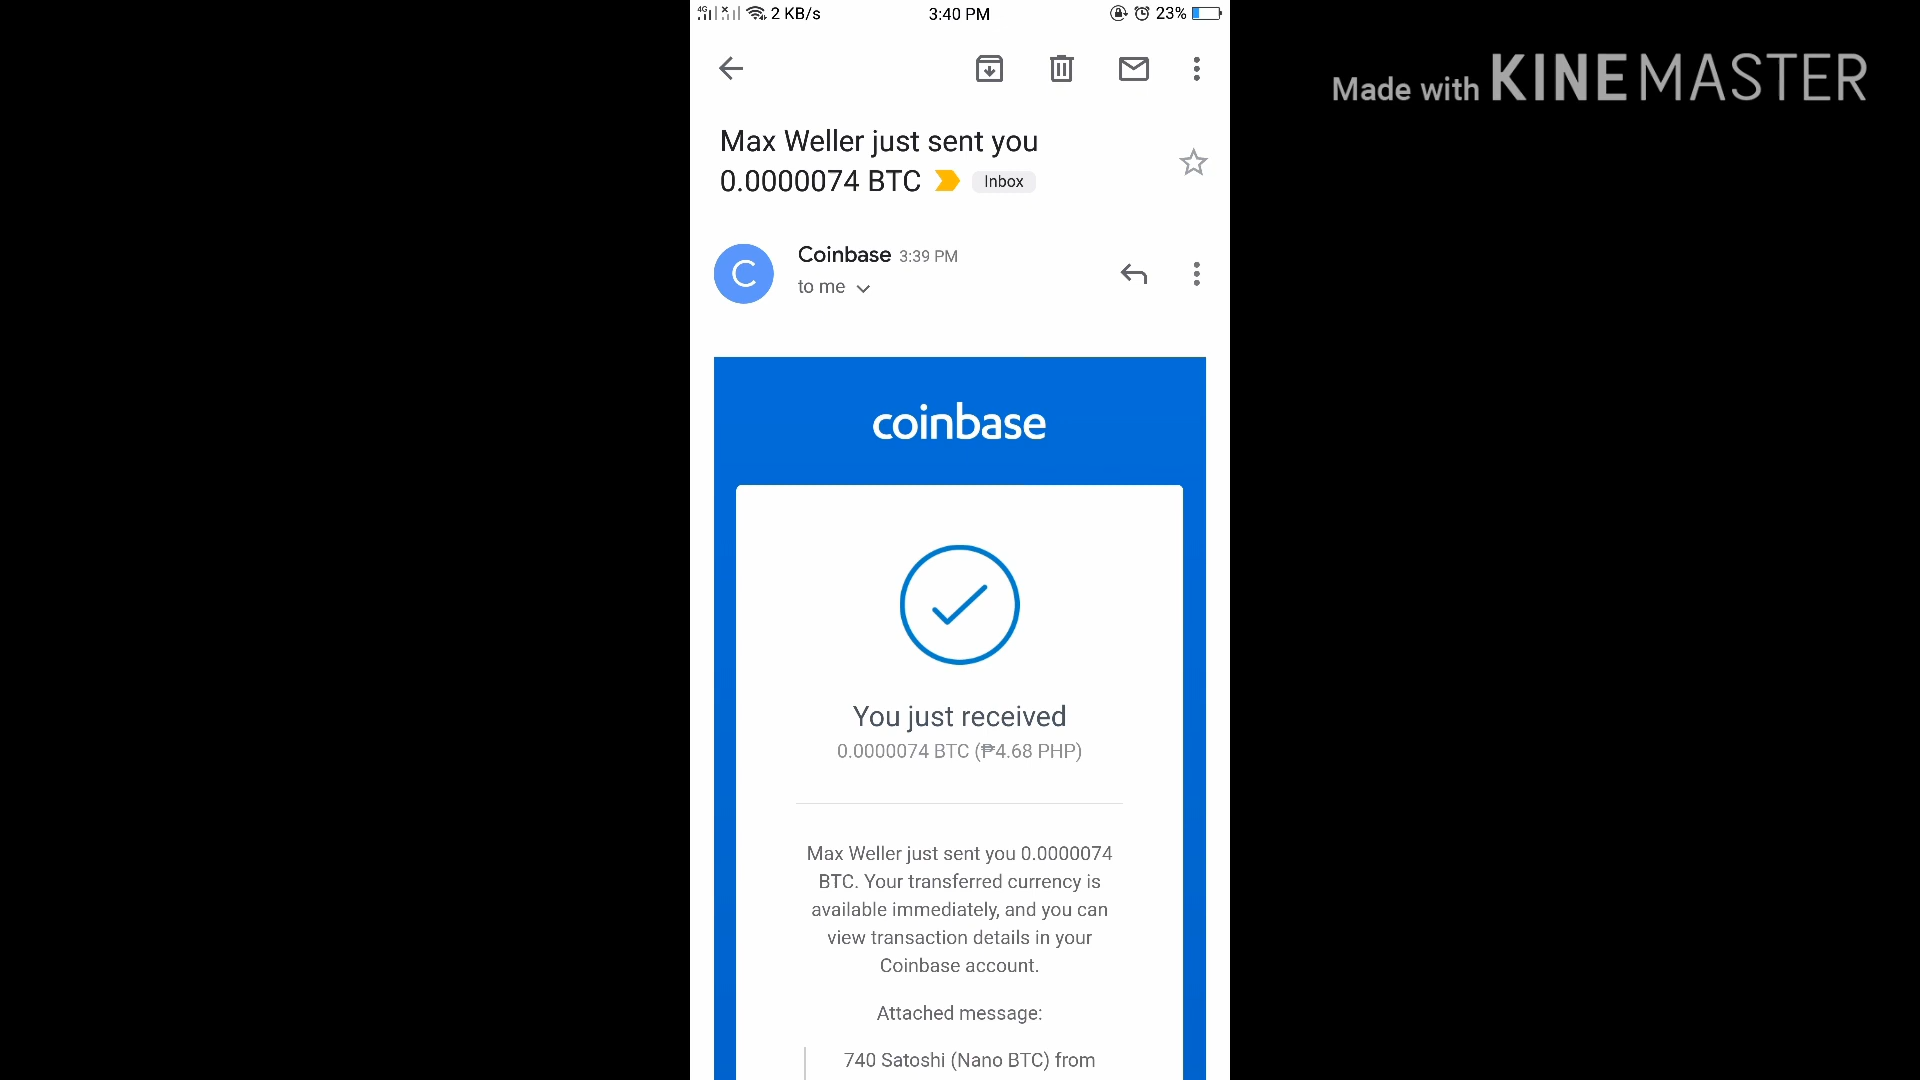 4G 2 KB/s 3:40 PM 23%
Made with KINEMASTER
Max Weller just sent you
0.0000074 BTC Inbox
C Coinbase 3:39 PM
to me
coinbase
You just received
0.0000074 BTC (₱4.68 PHP)
Max Weller just sent you 0.0000074
BTC. Your transferred currency is
available immediately, and you can
view transaction details in your
Coinbase account.
Attached message:
740 Satoshi (Nano BTC) from